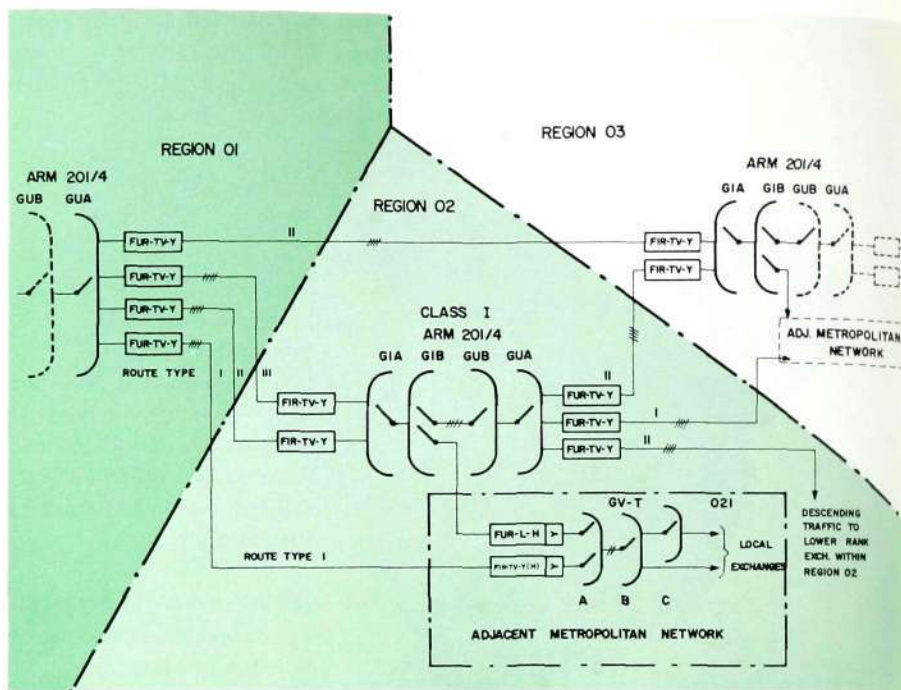 REGION 01
REGION 03
REGION 02
ARM 201/4
GUB GUA
FUR-TV-Y
FUR-TV-Y
FUR-TV-Y
FUR-TV-Y
ROUTE TYPE I II III
II
FIR-TV-Y
FIR-TV-Y
ARM 201/4
GIA GIB GUB GUA
ADJ. METROPOLITAN
NETWORK
CLASS I
ARM 201/4
GIA GIB GUB GUA
FIR-TV-Y
FIR-TV-Y
FUR-TV-Y
FUR-TV-Y
FUR-TV-Y
II
I
II
DESCENDING
TRAFFIC TO
LOWER RANK
EXCH. WITHIN
REGION 02
ROUTE TYPE I
GV-T 021
FUR-L-H Y
FIR-TV-Y(H) Y
LOCAL
EXCHANGES
A B C
ADJACENT METROPOLITAN NETWORK